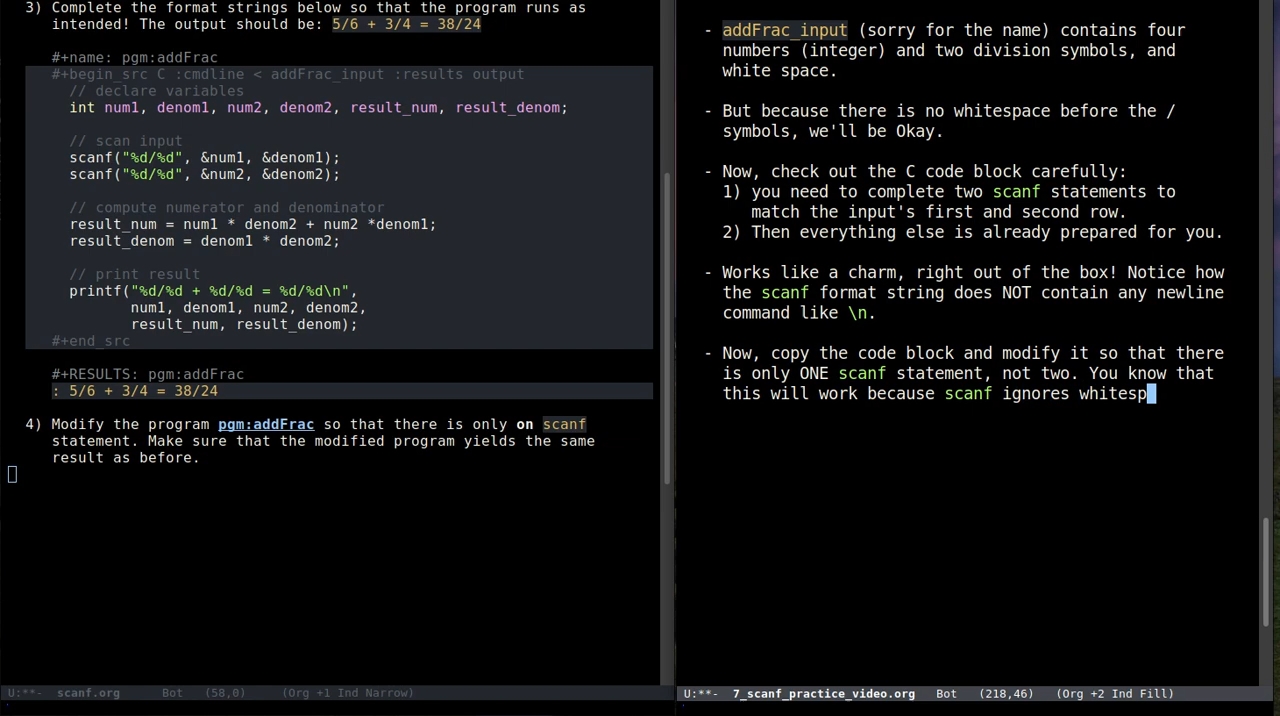 3) Complete the format strings below so that the program runs as
intended! The output should be: 5/6 + 3/4 = 38/24
#+name: pgm:addFrac
#+begin_src C :cmdline < addFrac_input :results output
// declare variables
int num1, denom1, num2, denom2, result_num, result_denom;
// scan input
scanf("%d/%d", &num1, &denom1);
scanf("%d/%d", &num2, &denom2);
// compute numerator and denominator
result_num = num1 * denom2 + num2 *denom1;
result_denom = denom1 * denom2;
// print result
printf("%d/%d + %d/%d = %d/%d\n",
num1, denom1, num2, denom2,
result_num, result_denom);
#+end_src
#+RESULTS: pgm:addFrac
: 5/6 + 3/4 = 38/24
4) Modify the program pgm:addFrac so that there is only on scanf
statement. Make sure that the modified program yields the same
result as before.
U:**- scanf.org Bot (58,0) (Org +1 Ind Narrow)
- addFrac_input (sorry for the name) contains four
numbers (integer) and two division symbols, and
white space.
- But because there is no whitespace before the /
symbols, we'll be Okay.
- Now, check out the C code block carefully:
1) you need to complete two scanf statements to
match the input's first and second row.
2) Then everything else is already prepared for you.
- Works like a charm, right out of the box! Notice how
the scanf format string does NOT contain any newline
command like \n.
- Now, copy the code block and modify it so that there
is only ONE scanf statement, not two. You know that
this will work because scanf ignores whitesp
U:**- 7_scanf_practice_video.org Bot (218,46) (Org +2 Ind Fill)